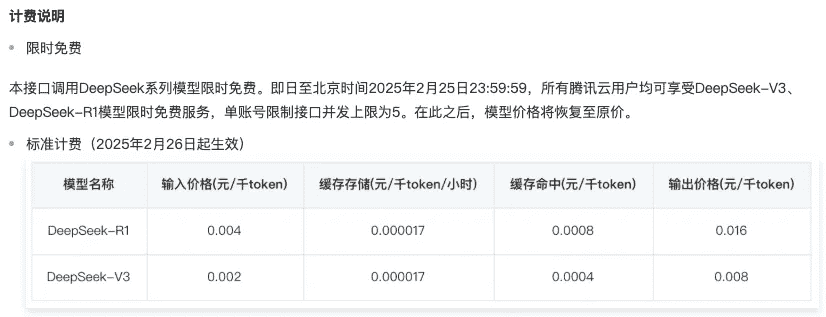 计费说明
限时免费
本接口调用DeepSeek系列模型限时免费。即日至北京时间2025年2月25日23:59:59，所有腾讯云用户均可享受DeepSeek-V3、
DeepSeek-R1模型限时免费服务，单账号限制接口并发上限为5。在此之后，模型价格将恢复至原价。
标准计费（2025年2月26日起生效）
模型名称 输入价格(元/千token) 缓存存储(元/千token/小时) 缓存命中(元/千token) 输出价格(元/千token)
DeepSeek-R1 0.004 0.000017 0.0008 0.016
DeepSeek-V3 0.002 0.000017 0.0004 0.008